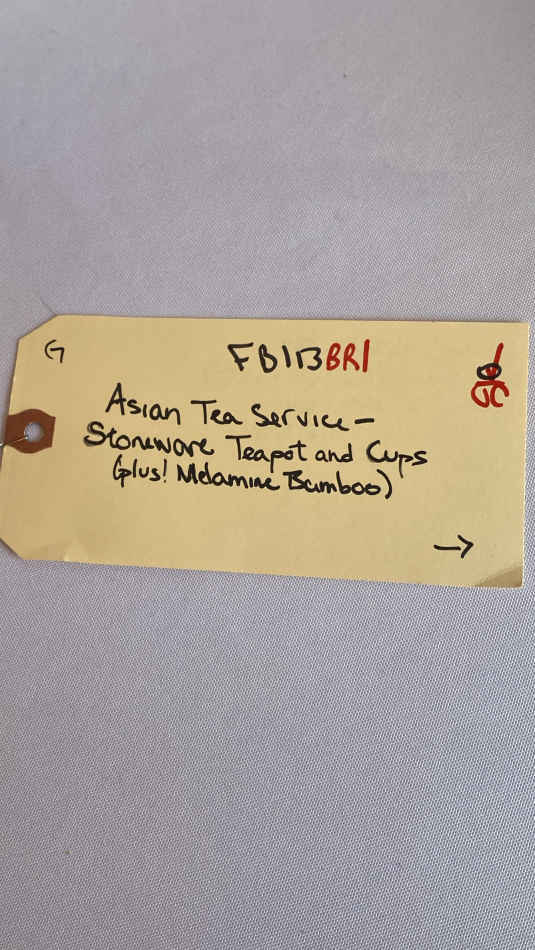 G
FB113BR1
Asian Tea Service -
Stoneware Teapot and Cups
(plus! Melamine Bamboo)
→